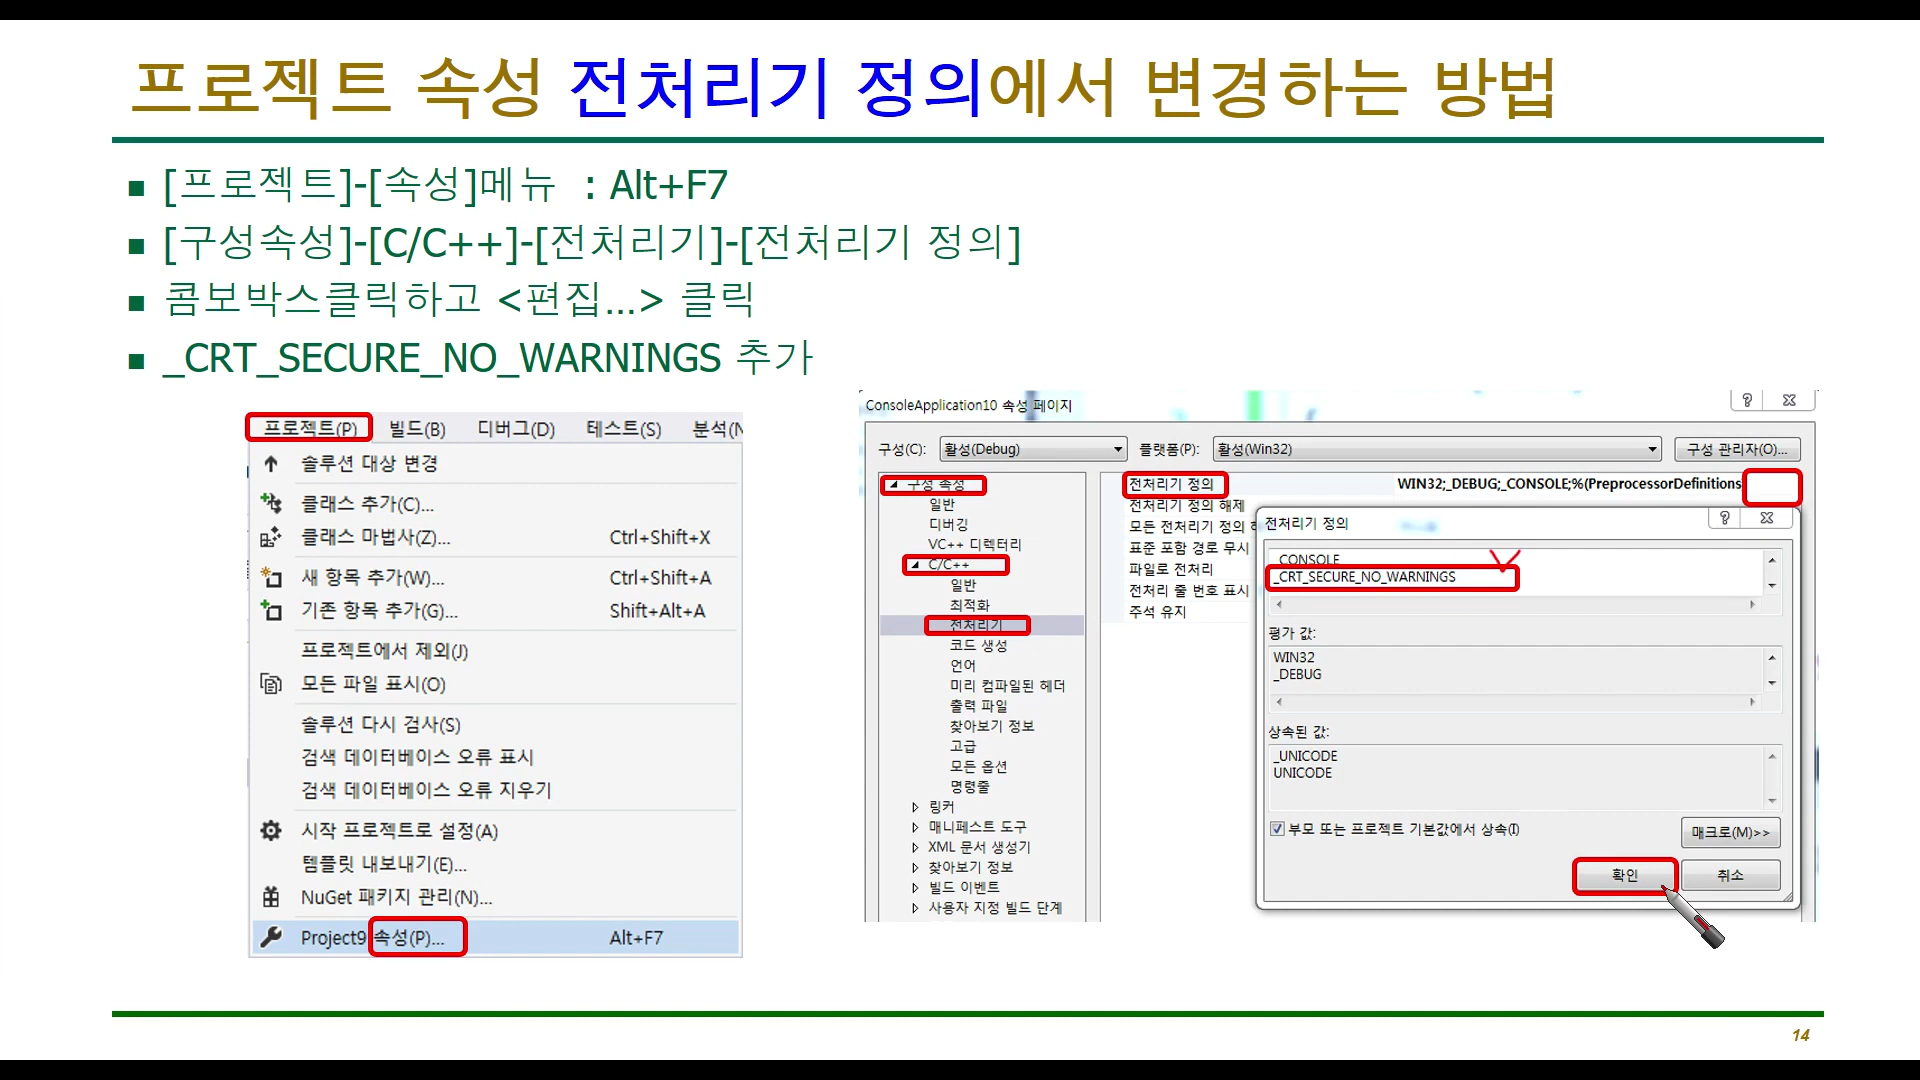 프로젝트 속성 전처리기 정의에서 변경하는 방법
[프로젝트]-[속성]메뉴 : Alt+F7
[구성속성]-[C/C++]-[전처리기]-[전처리기 정의]
콤보박스클릭하고 <편집...> 클릭
_CRT_SECURE_NO_WARNINGS 추가
프로젝트(P) 빌드(B) 디버그(D) 테스트(S) 분석(N
솔루션 대상 변경
클래스 추가(C)...
클래스 마법사(Z)... Ctrl+Shift+X
새 항목 추가(W)... Ctrl+Shift+A
기존 항목 추가(G)... Shift+Alt+A
프로젝트에서 제외(J)
모든 파일 표시(O)
솔루션 다시 검사(S)
검색 데이터베이스 오류 표시
검색 데이터베이스 오류 지우기
시작 프로젝트로 설정(A)
템플릿 내보내기(E)...
NuGet 패키지 관리(N)...
Project9 속성(P)... Alt+F7
ConsoleApplication10 속성 페이지
구성(C): 활성(Debug) 플랫폼(P): 활성(Win32) 구성 관리자(O)...
구성 속성
일반
디버깅
VC++ 디렉터리
C/C++
일반
최적화
전처리기
코드 생성
언어
미리 컴파일된 헤더
출력 파일
찾아보기 정보
고급
모든 옵션
명령줄
링커
매니페스트 도구
XML 문서 생성기
찾아보기 정보
빌드 이벤트
사용자 지정 빌드 단계
전처리기 정의 WIN32;_DEBUG;_CONSOLE;%(PreprocessorDefinitions
전처리기 정의 해제
모든 전처리기 정의 해
표준 포함 경로 무시
파일로 전처리
전처리 줄 번호 표시
주석 유지
전처리기 정의
_CONSOLE
_CRT_SECURE_NO_WARNINGS
평가 값:
WIN32
_DEBUG
상속된 값:
_UNICODE
UNICODE
부모 또는 프로젝트 기본값에서 상속(I)
매크로(M)>>
확인 취소
14